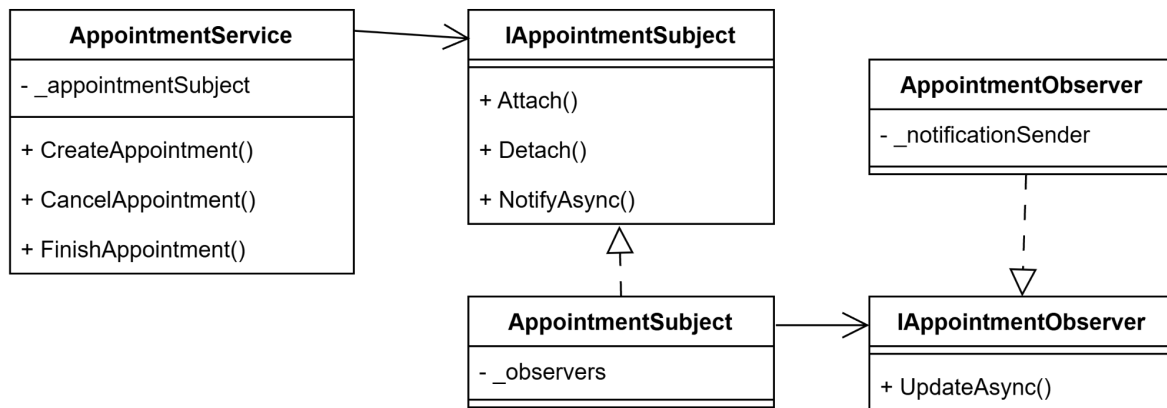 AppointmentService
- _appointmentSubject
+ CreateAppointment()
+ CancelAppointment()
+ FinishAppointment()
IAppointmentSubject
+ Attach()
+ Detach()
+ NotifyAsync()
AppointmentObserver
- _notificationSender
AppointmentSubject
- _observers
IAppointmentObserver
+ UpdateAsync()